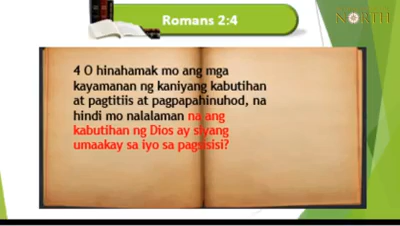 Romans 2:4
NORTH
4 O hinahamak mo ang mga
kayamanan ng kaniyang kabutihan
at pagtitiis at pagpapahinuhod, na
hindi mo nalalaman na ang
kabutihan ng Dios ay siyang
umaakay sa iyo sa pagsisisi?